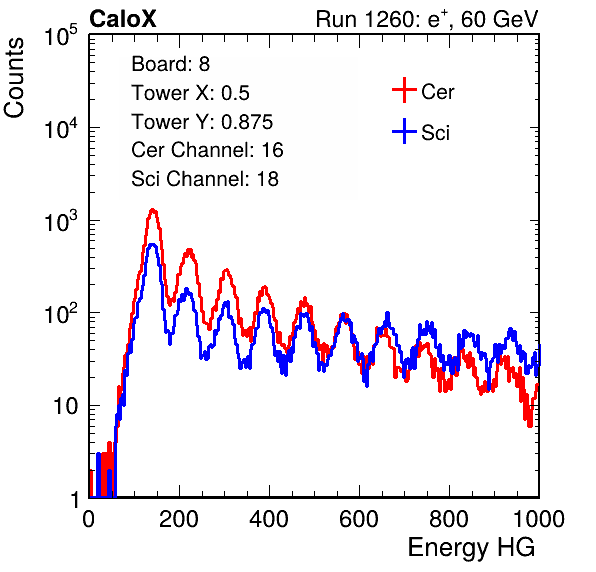 CaloX Run 1260: e⁺, 60 GeV
Counts
Board: 8
Tower X: 0.5
Tower Y: 0.875
Cer Channel: 16
Sci Channel: 18
Cer
Sci
10⁵
10⁴
10³
10²
10
1
0 200 400 600 800 1000
Energy HG